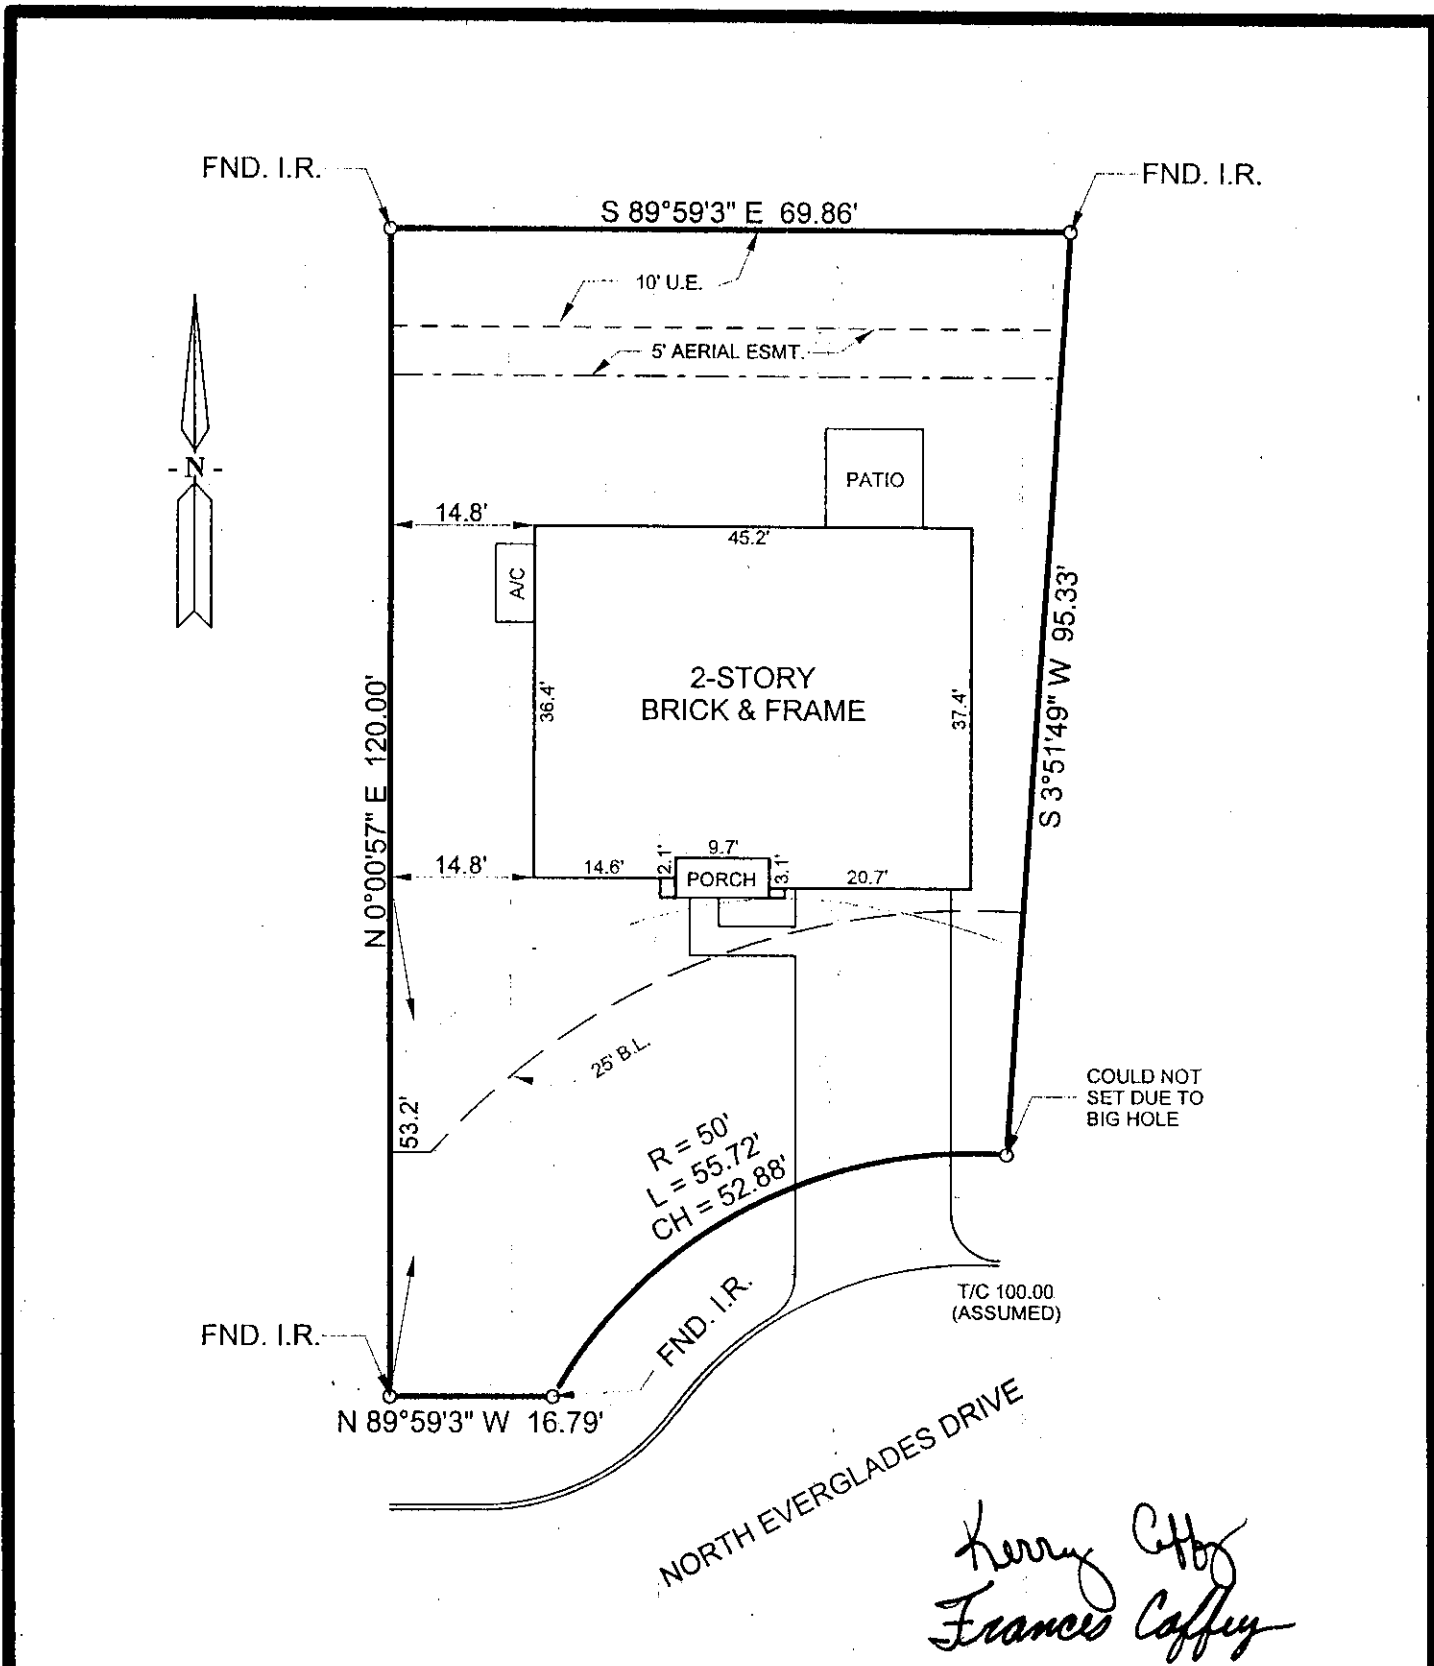 FND. I.R.
FND. I.R.
S 89°59'3" E 69.86'
10' U.E.
5' AERIAL ESMT.
- N -
PATIO
14.8'
45.2'
A/C
S 3°51'49" W 95.33'
2-STORY
BRICK & FRAME
36.4'
37.4'
N 0°00'57" E 120.00'
14.8'
14.6'
2.1'
9.7'
PORCH
3.1'
20.7'
25' B.L.
53.2'
COULD NOT
SET DUE TO
BIG HOLE
R = 50'
L = 55.72'
CH = 52.88'
FND. I.R.
T/C 100.00
(ASSUMED)
FND. I.R.
N 89°59'3" W 16.79'
NORTH EVERGLADES DRIVE
Kerry
Frances Caffey